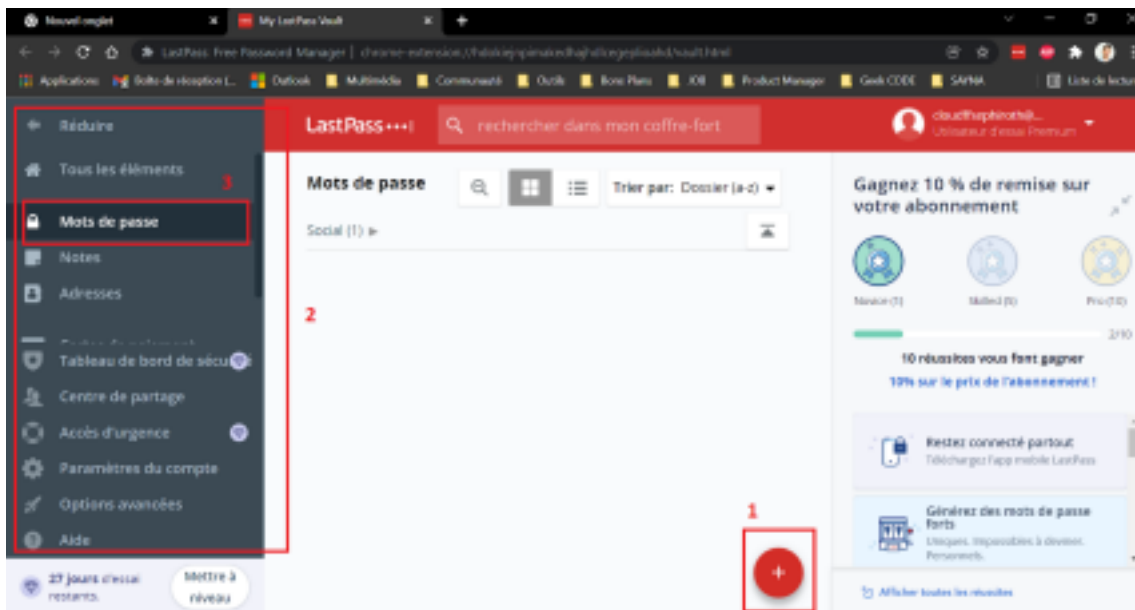 Nouvel onglet
My LastPass Vault
LastPass: Free Password Manager
Applications
Boîte de réception (...
Outlook
Multimédia
Communauté
Outils
Bons Plans
JOB
Product Manager
Geek CODE
SAYNA
Liste de lecture
Réduire
Tous les éléments
3
Mots de passe
Notes
Adresses
Tableau de bord de sécu
Centre de partage
Accès d'urgence
Paramètres du compte
Options avancées
Aide
27 jours d'essai
restants.
Mettre à
niveau
LastPass
rechercher dans mon coffre-fort
Utilisateur d'essai Premium
Mots de passe
Trier par: Dossier (a-z)
Social (1)
2
1
+
Gagnez 10 % de remise sur
votre abonnement
Novice (1)
Skilled (5)
Pro (10)
2/10
10 réussites vous font gagner
10% sur le prix de l'abonnement !
Restez connecté partout
Téléchargez l'app mobile LastPass
Générez des mots de passe
forts
Uniques. Impossibles à deviner.
Personnels.
Afficher toutes les réussites